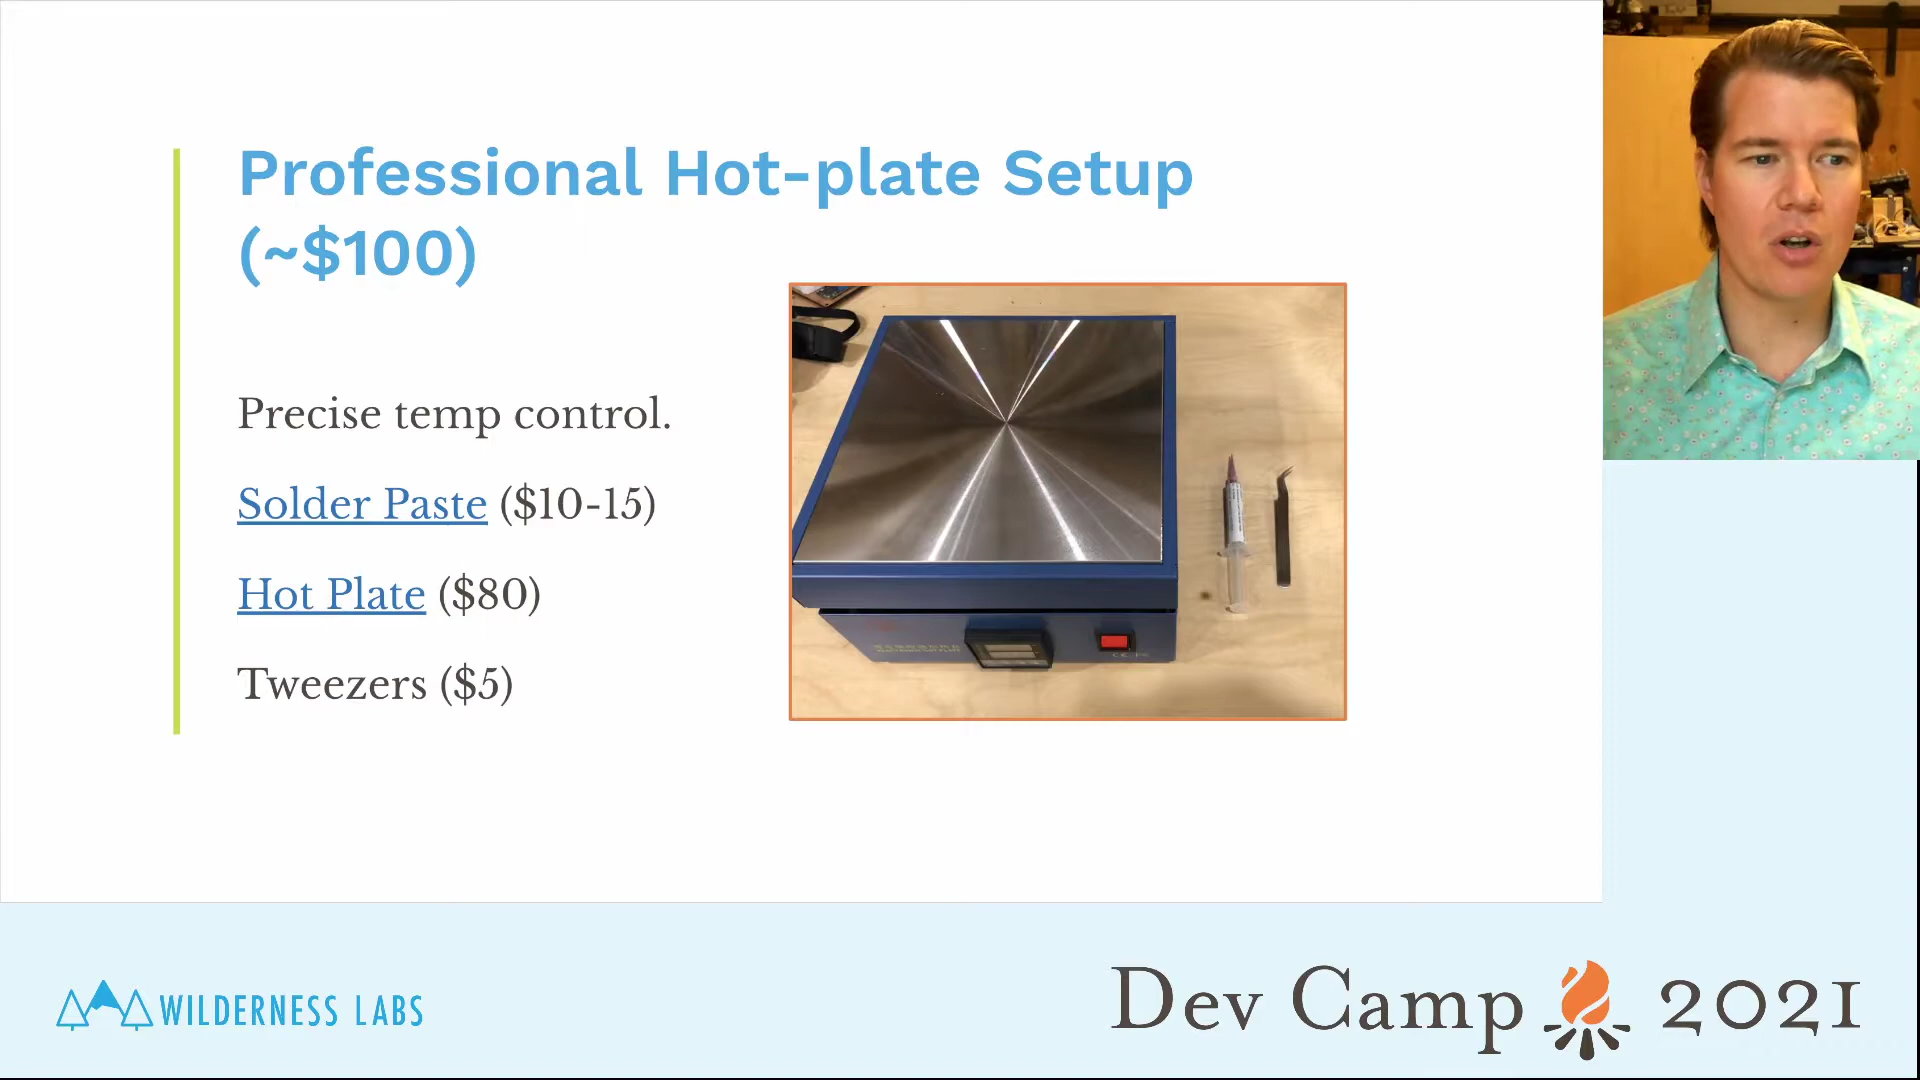 Professional Hot-plate Setup
(~$100)
Precise temp control.
Solder Paste ($10-15)
Hot Plate ($80)
Tweezers ($5)
WILDERNESS LABS
Dev Camp 2021